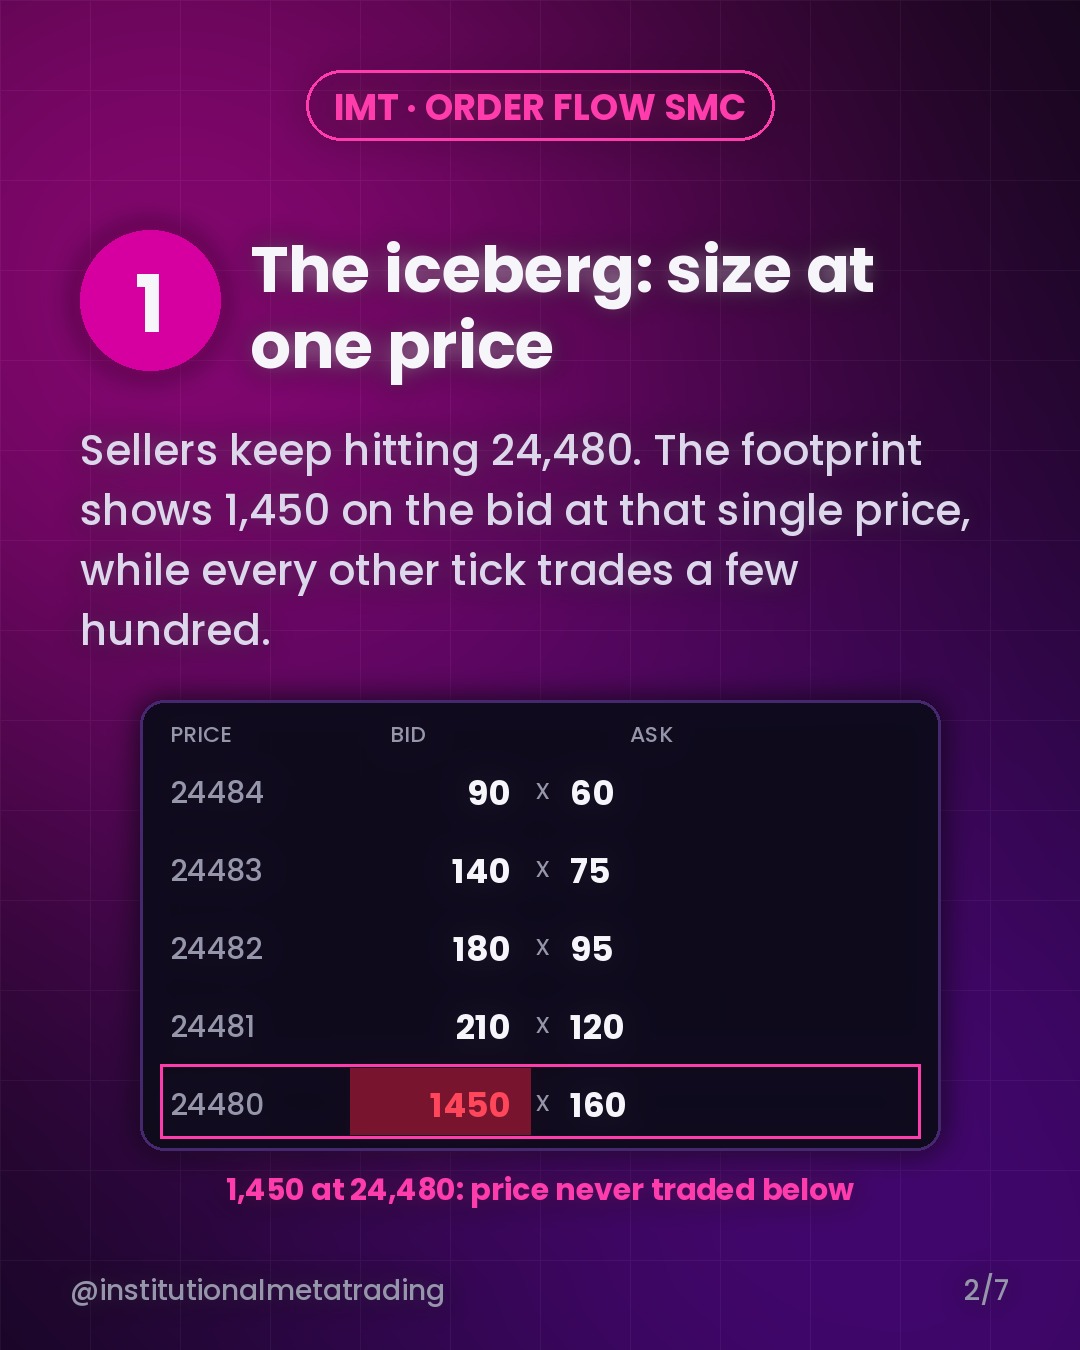 IMT · ORDER FLOW SMC
1
The iceberg: size at
one price
Sellers keep hitting 24,480. The footprint
shows 1,450 on the bid at that single price,
while every other tick trades a few
hundred.
PRICE BID ASK
24484 90 x 60
24483 140 x 75
24482 180 x 95
24481 210 x 120
24480 1450 x 160
1,450 at 24,480: price never traded below
@institutionalmetatrading 2/7